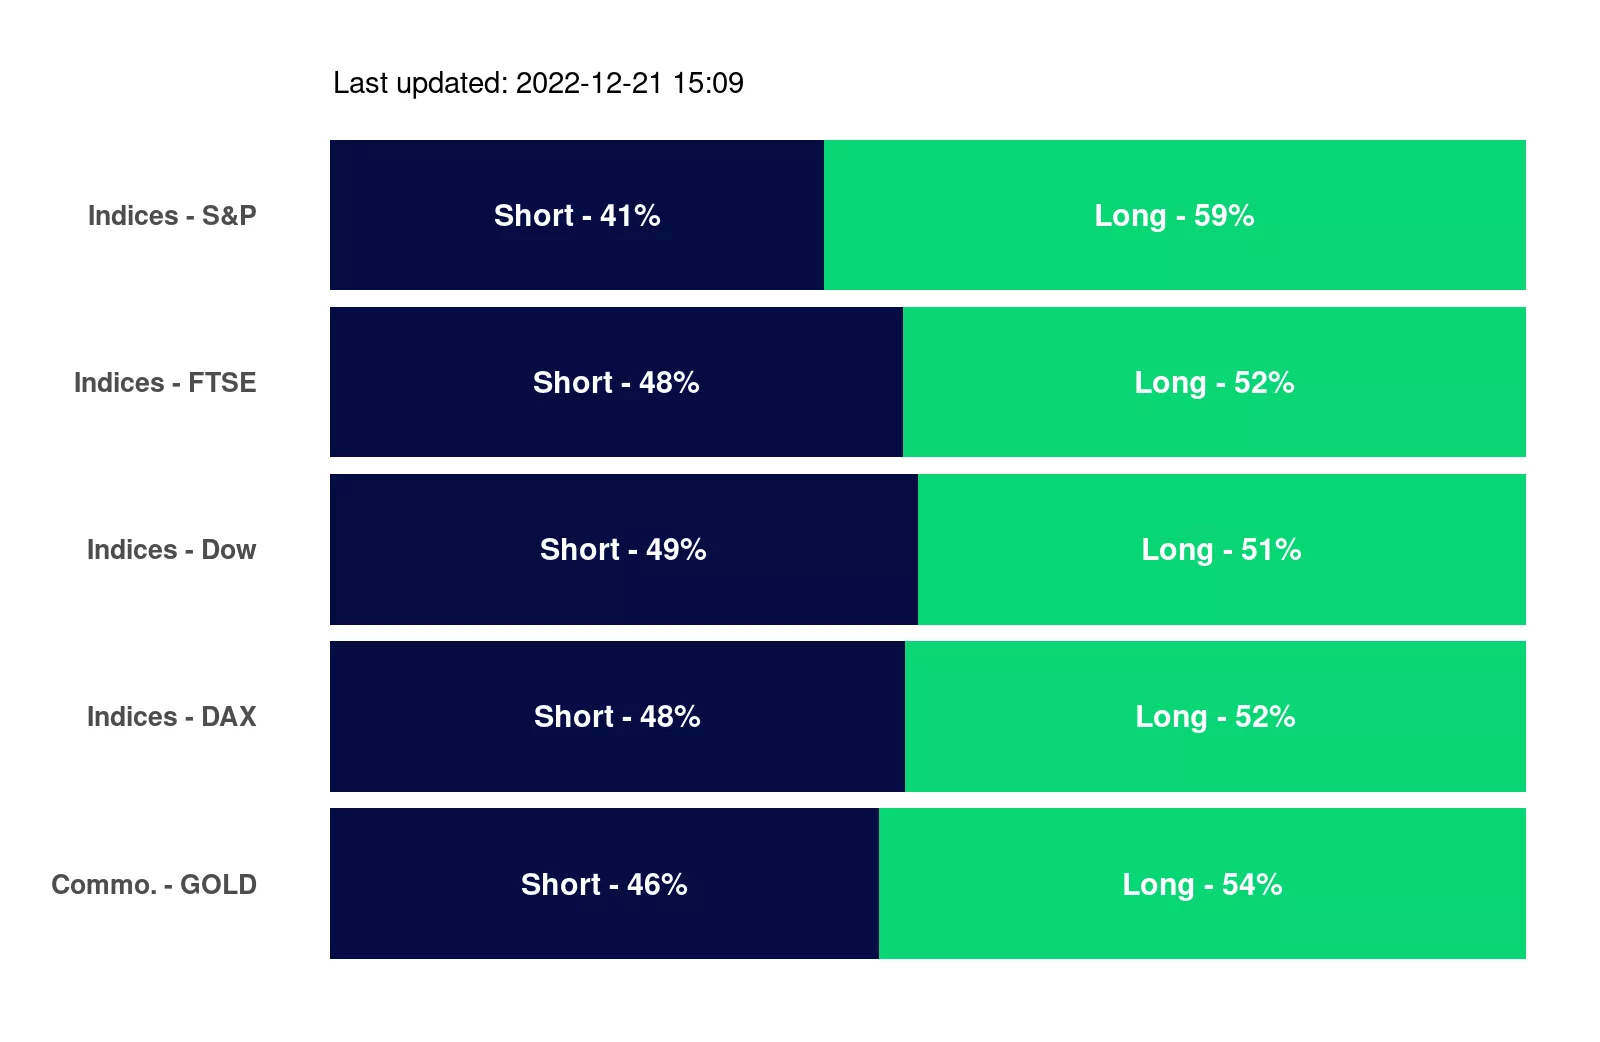 Last updated: 2022-12-21 15:09
Indices - S&P Short - 41% Long - 59%
Indices - FTSE Short - 48% Long - 52%
Indices - Dow Short - 49% Long - 51%
Indices - DAX Short - 48% Long - 52%
Commo. - GOLD Short - 46% Long - 54%